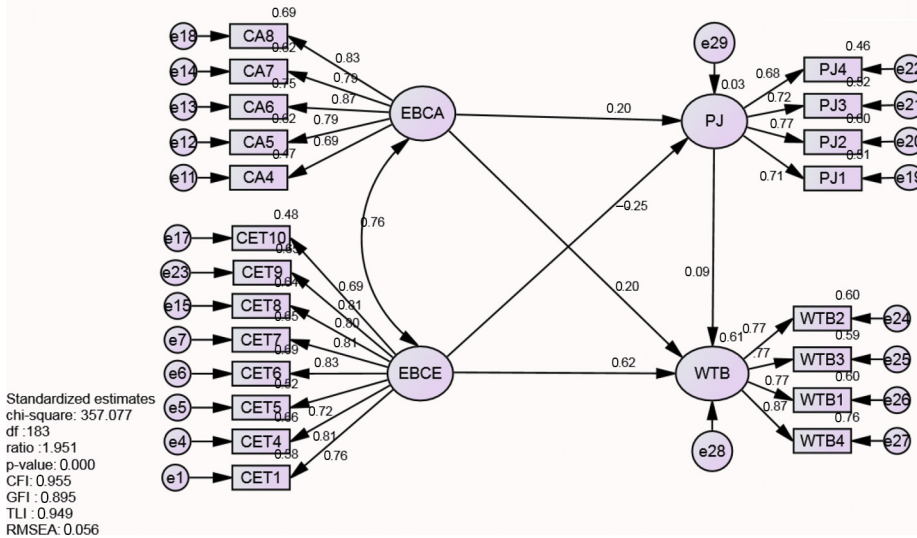 0.69
e18 CA8
0.62 0.83
e14 CA7
0.75 0.79
e13 CA6 0.87
0.62 0.79
e12 CA5
0.47 0.69
e11 CA4
EBCA
0.20
e29
0.03
PJ
0.46
0.68 PJ4 e22
0.52
0.72 PJ3 e21
0.60
0.77 PJ2 e20
0.51
0.71 PJ1 e19
0.76
−0.25
0.20
0.09
0.48
e17 CET10
0.69
e23 CET9
0.81
e15 CET8
0.80
e7 CET7
0.81
0.69
e6 CET6 0.83
0.52
e5 CET5
0.72
0.66
e4 CET4
0.81
0.58
e1 CET1
0.76
EBCE
0.62
0.61
WTB
e28
0.60
0.77 WTB2 e24
0.59
.77 WTB3 e25
0.60
0.77 WTB1 e26
0.76
0.87 WTB4 e27
Standardized estimates
chi-square: 357.077
df :183
ratio :1.951
p-value: 0.000
CFI: 0.955
GFI : 0.895
TLI : 0.949
RMSEA: 0.056